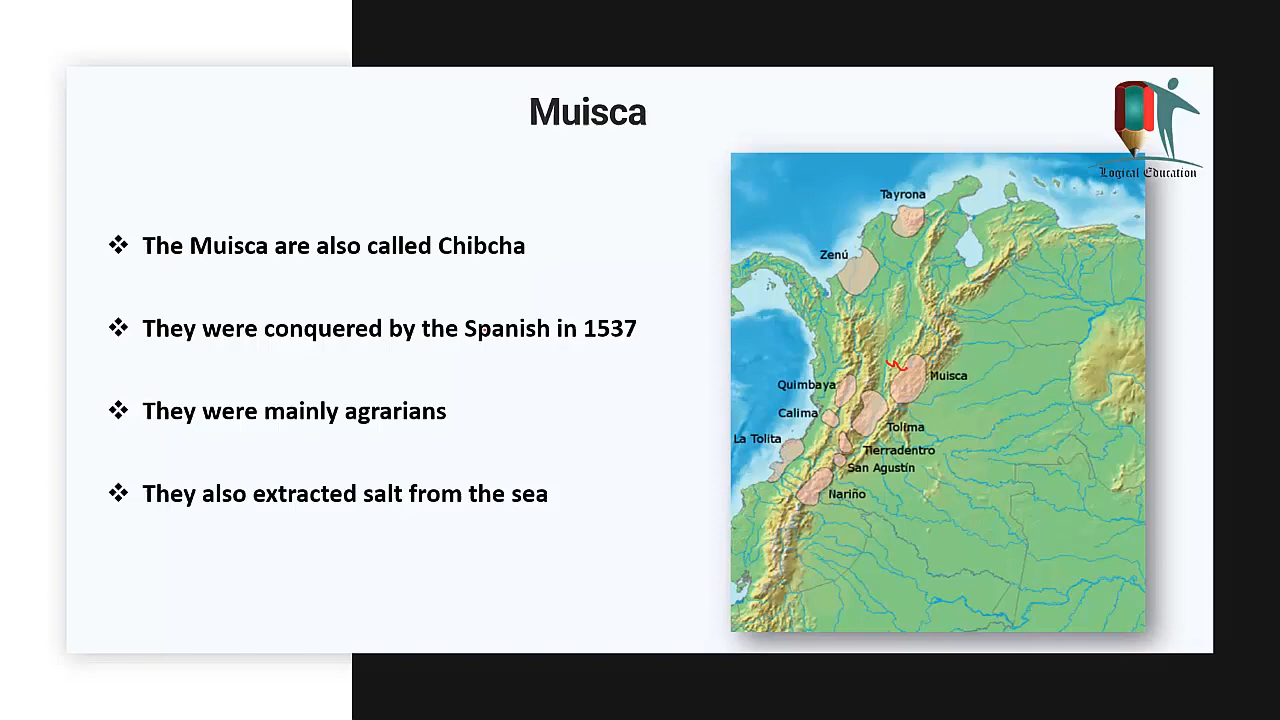 Muisca
Logical Education
❖ The Muisca are also called Chibcha
❖ They were conquered by the Spanish in 1537
❖ They were mainly agrarians
❖ They also extracted salt from the sea
Tayrona
Zenú
Muisca
Quimbaya
Calima
Tolima
La Tolita
Tierradentro
San Agustín
Nariño